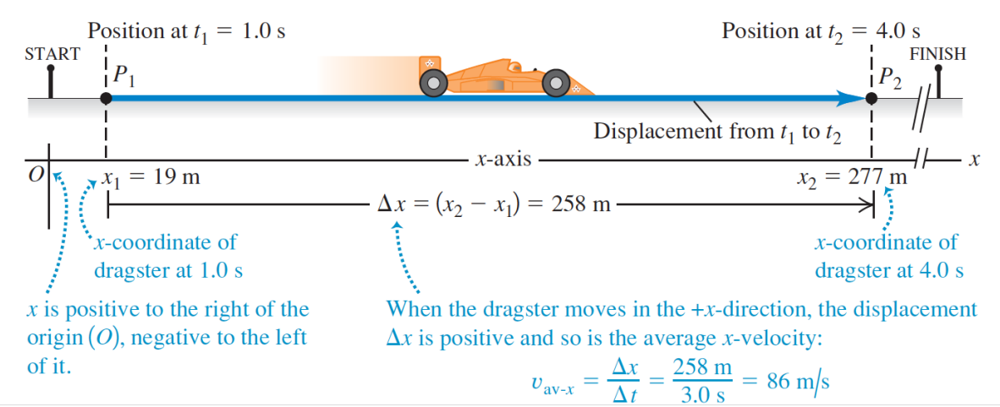 Position at t₁ = 1.0 s
Position at t₂ = 4.0 s
START
FINISH
P₁
P₂
Displacement from t₁ to t₂
x-axis
x
O
x₁ = 19 m
x₂ = 277 m
Δx = (x₂ − x₁) = 258 m
x-coordinate of
dragster at 1.0 s
x-coordinate of
dragster at 4.0 s
x is positive to the right of the
origin (O), negative to the left
of it.
When the dragster moves in the +x-direction, the displacement
Δx is positive and so is the average x-velocity:
v_av-x = Δx/Δt = 258 m/3.0 s = 86 m/s